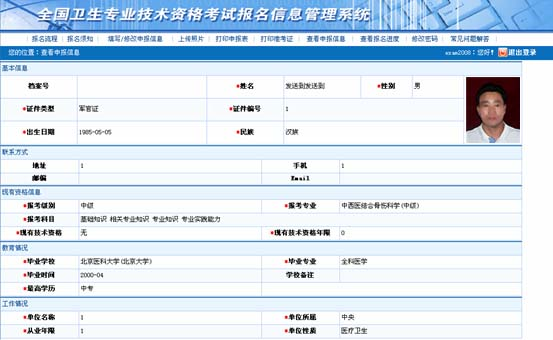 全国卫生专业技术资格考试报名信息管理系统
报名流程 报名须知 填写/修改申报信息 上传照片 打印申报表 打印准考证 查看申报信息 查看报名进度 修改密码 常见问题解答
您的位置：查看申报信息 exam2008：您好！ 退出登录
基本信息
档案号 *姓名 发送到发送到 *性别 男
*证件类型 军官证 *证件编号 1
*出生日期 1985-05-05 *民族 汉族
联系方式
地址 1 手机 1
邮编 Email
现有资格信息
*报考级别 中级 *报考专业 中西医结合骨伤科学(中级)
*报考科目 基础知识 相关专业知识 专业知识 专业实践能力
*现有技术资格 无 *现有技术资格年限 0
教育情况
*毕业学校 北京医科大学(北京大学) *毕业专业 全科医学
*毕业时间 2000-04 学校备注
*最高学历 中专
工作情况
*单位名称 1 *单位所属 中央
*从业年限 1 *单位性质 医疗卫生